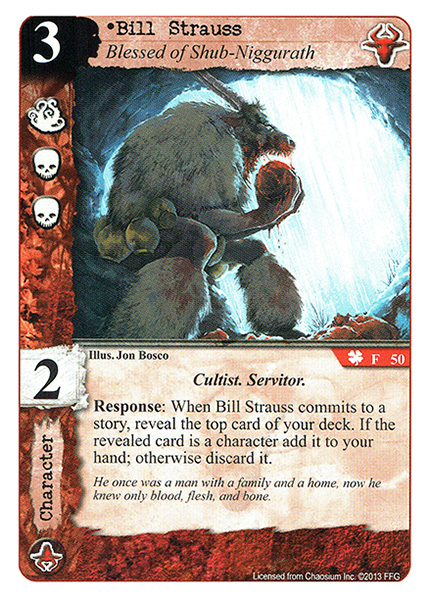 3
•Bill Strauss
Blessed of Shub-Niggurath
Illus. Jon Bosco
F 50
2
Cultist. Servitor.
Response: When Bill Strauss commits to a
story, reveal the top card of your deck. If the
revealed card is a character add it to your
hand; otherwise discard it.
He once was a man with a family and a home, now he
knew only blood, flesh, and bone.
Character
Licensed from Chaosium Inc. ©2013 FFG